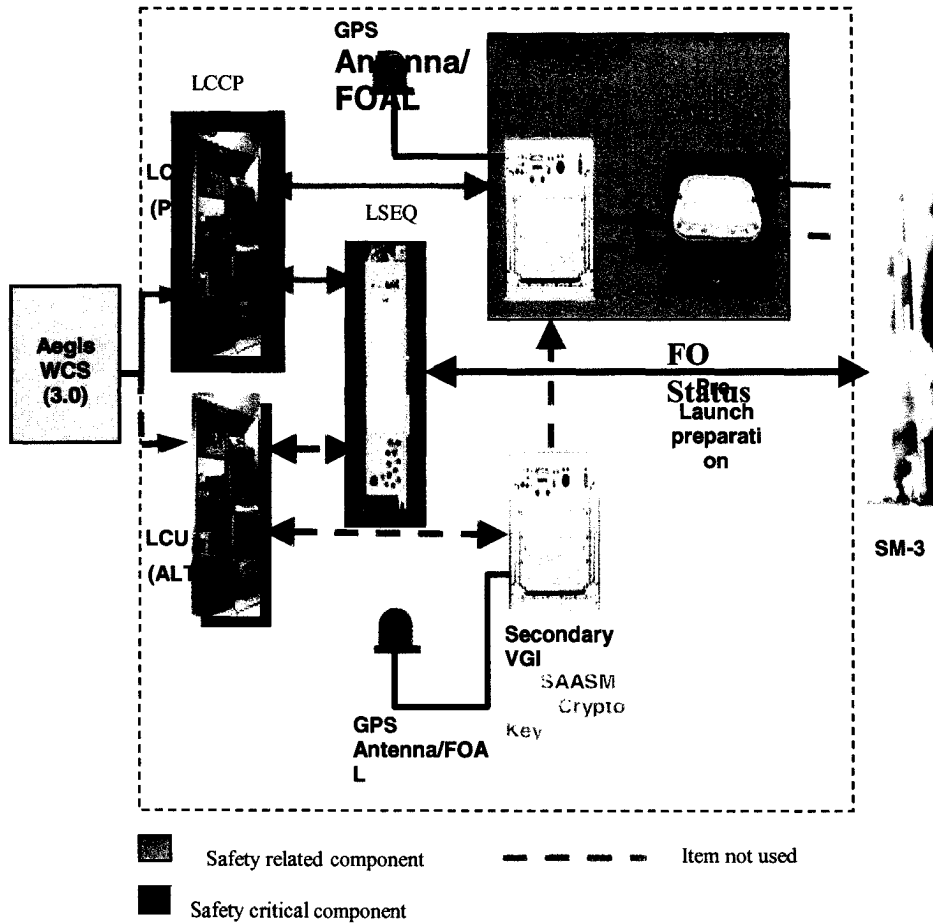 GPS
Antenna/
FOAL
LCCP
LSEQ
Aegis
WCS
(3.0)
FO
Status
Launch
preparati
on
SM-3
LCU
(ALT
Secondary
VGI
SAASM
Crypto
Key
GPS
Antenna/FOA
L
Safety related component
Item not used
Safety critical component